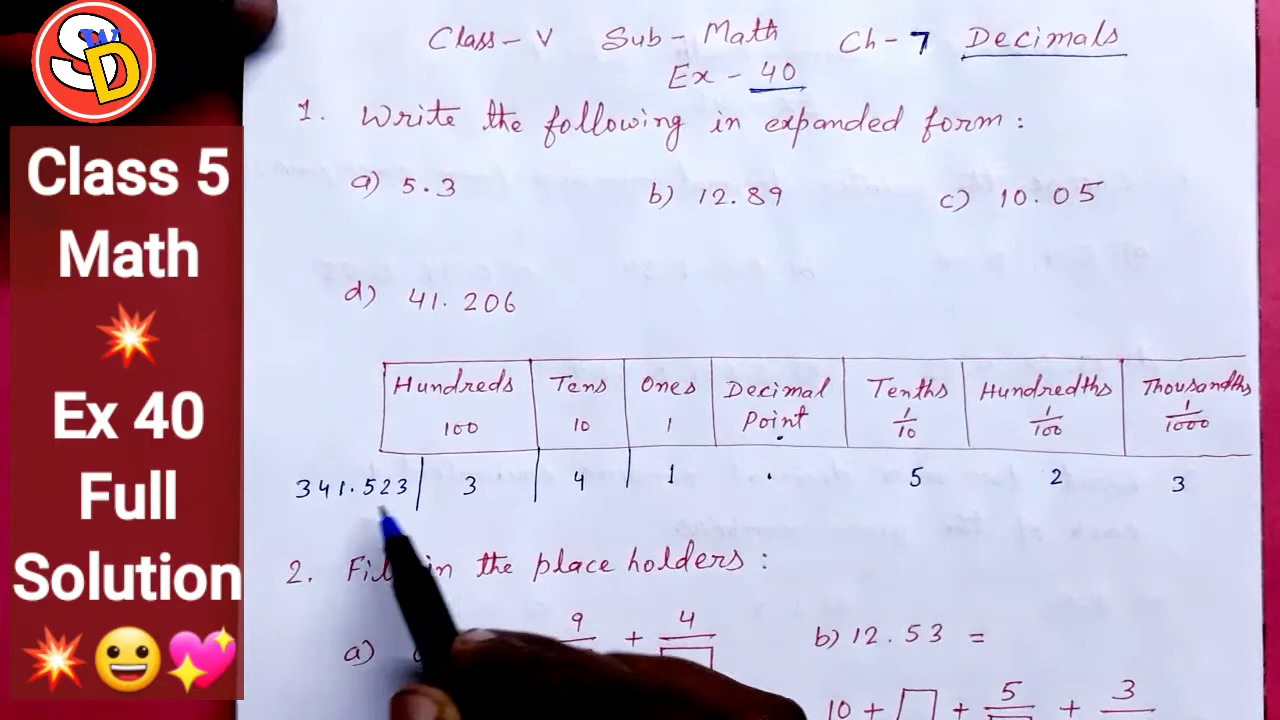 SWD
Class 5
Math
Ex 40
Full
Solution
Class - V Sub - Math Ch - 7 Decimals
Ex - 40
1. Write the following in expanded form :
a) 5.3 b) 12.89 c) 10.05
d) 41.206
Hundreds Tens Ones Decimal Tenths Hundredths Thousandths
100 10 1 Point . 1/10 1/100 1/1000
341.523 3 4 1 . 5 2 3
2. in the place holders :
a) 9 + 4/□ b) 12.53 =
10 + □ + 5/□ + 3